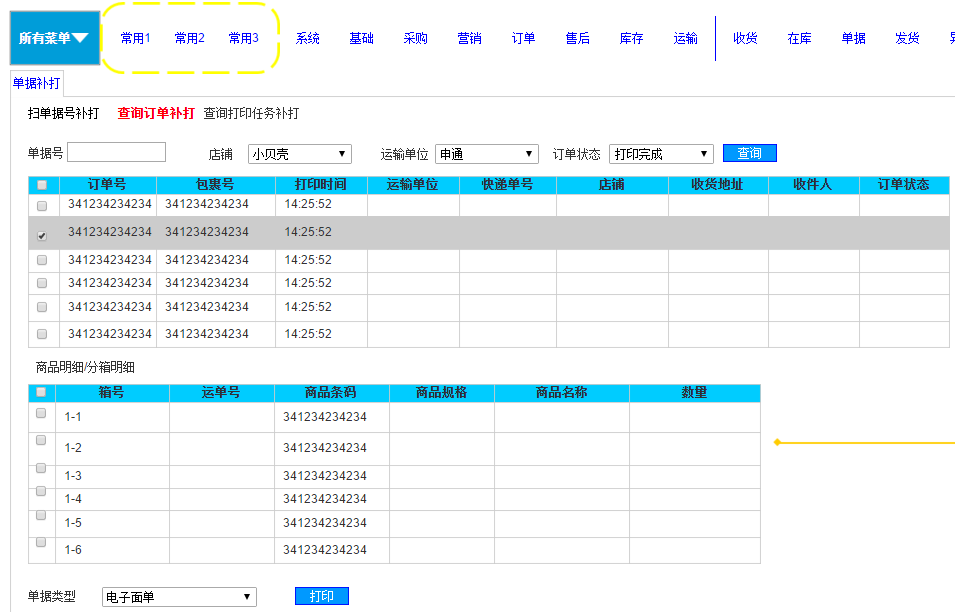 所有菜单 常用1 常用2 常用3 系统 基础 采购 营销 订单 售后 库存 运输 收货 在库 单据 发货
单据补打
扫单据号补打 查询订单补打 查询打印任务补打
单据号 店铺 小贝壳 运输单位 申通 订单状态 打印完成 查询
订单号 包裹号 打印时间 运输单位 快递单号 店铺 收货地址 收件人 订单状态
341234234234 341234234234 14:25:52
341234234234 341234234234 14:25:52
341234234234 341234234234 14:25:52
341234234234 341234234234 14:25:52
341234234234 341234234234 14:25:52
341234234234 341234234234 14:25:52
商品明细/分箱明细
箱号 运单号 商品条码 商品规格 商品名称 数量
1-1 341234234234
1-2 341234234234
1-3 341234234234
1-4 341234234234
1-5 341234234234
1-6 341234234234
单据类型 电子面单 打印